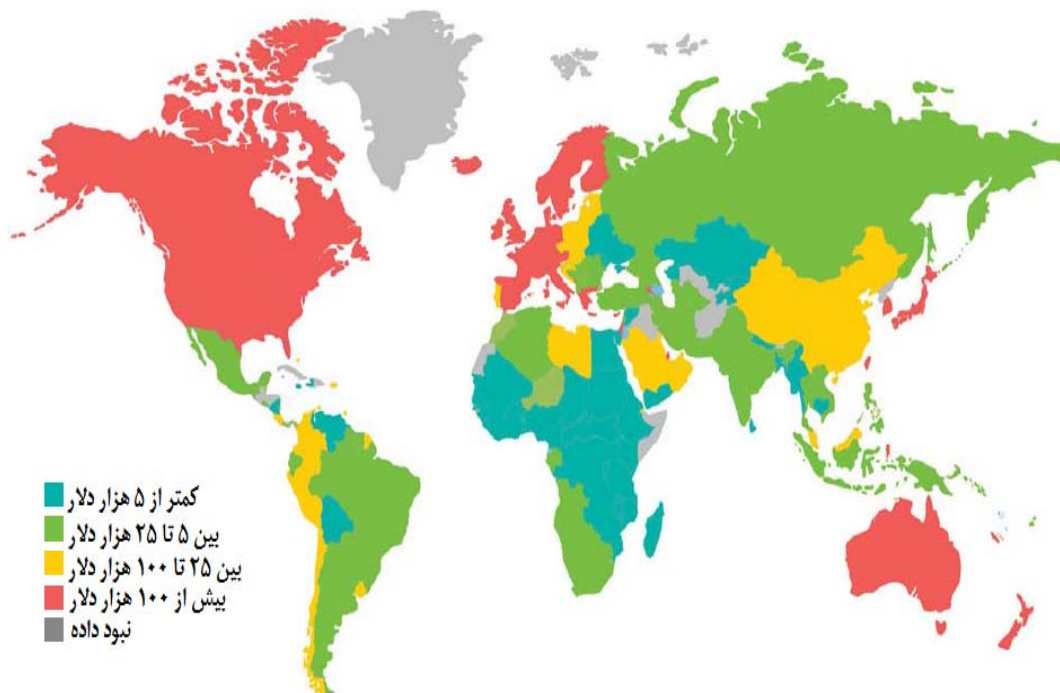 کمتر از ۵ هزار دلار
بین ۵ تا ۲۵ هزار دلار
بین ۲۵ تا ۱۰۰ هزار دلار
بیش از ۱۰۰ هزار دلار
نبود داده